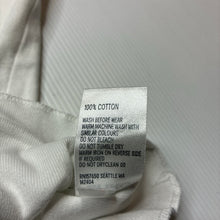 100% COTTON
WASH BEFORE WEAR
WARM MACHINE WASH WITH
SIMILAR COLOURS
DO NOT BLEACH
DO NOT TUMBLE DRY
WARM IRON ON REVERSE SIDE
IF REQUIRED
DO NOT DRYCLEAN
SEATTLE WA